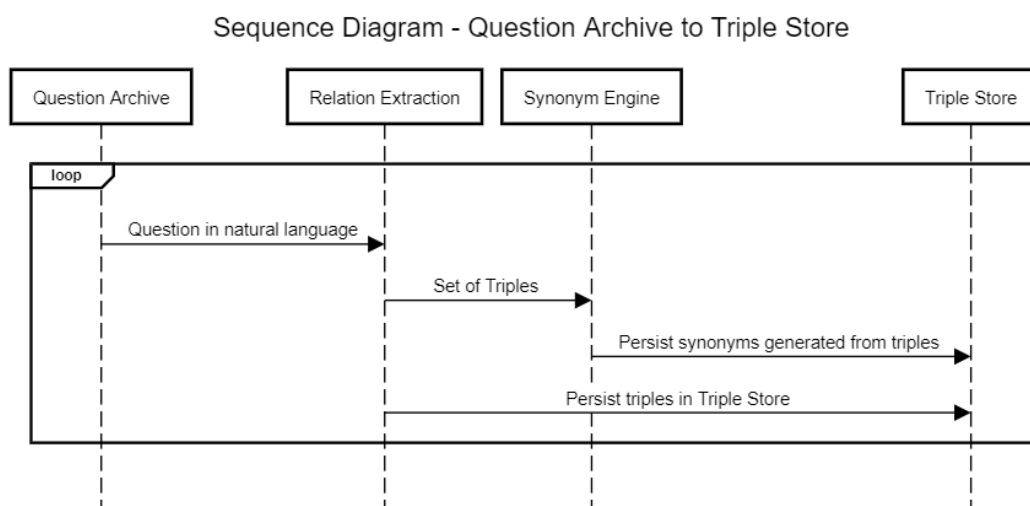 Sequence Diagram - Question Archive to Triple Store
Question Archive
Relation Extraction
Synonym Engine
Triple Store
loop
Question in natural language
Set of Triples
Persist synonyms generated from triples
Persist triples in Triple Store